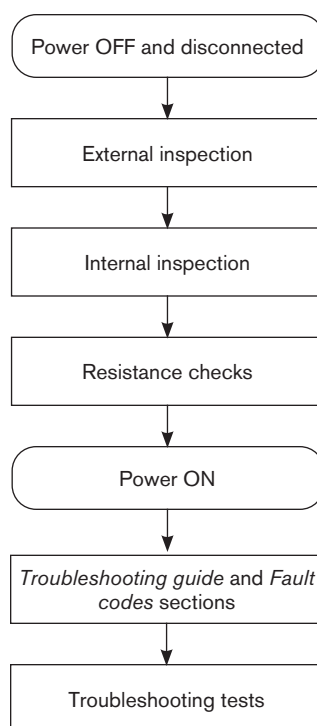 Power OFF and disconnected
External inspection
Internal inspection
Resistance checks
Power ON
Troubleshooting guide and Fault
codes sections
Troubleshooting tests